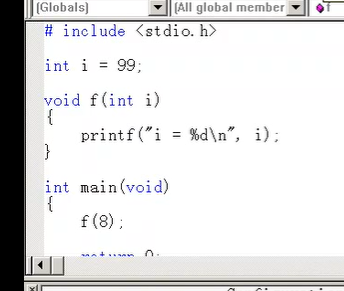 (Globals)
(All global member
f
# include <stdio.h>
int i = 99;
void f(int i)
{
printf("i = %d\n", i);
}
int main(void)
{
f(8);
return 0;